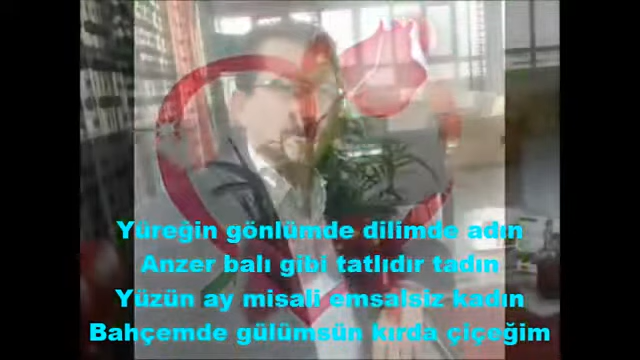 Yüreğin gönlümde dilimde adın
Anzer balı gibi tatlıdır tadın
Yüzün ay misali emsalsiz kadın
Bahçemde gülümsün kırda çiçeğim